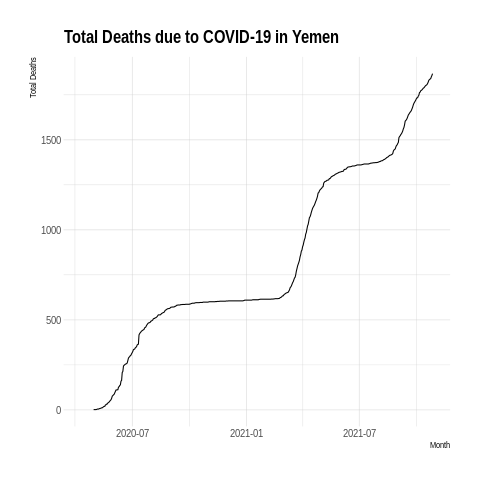 Total Deaths due to COVID-19 in Yemen
Total Deaths
1500
1000
500
0
2020-07 2021-01 2021-07
Month